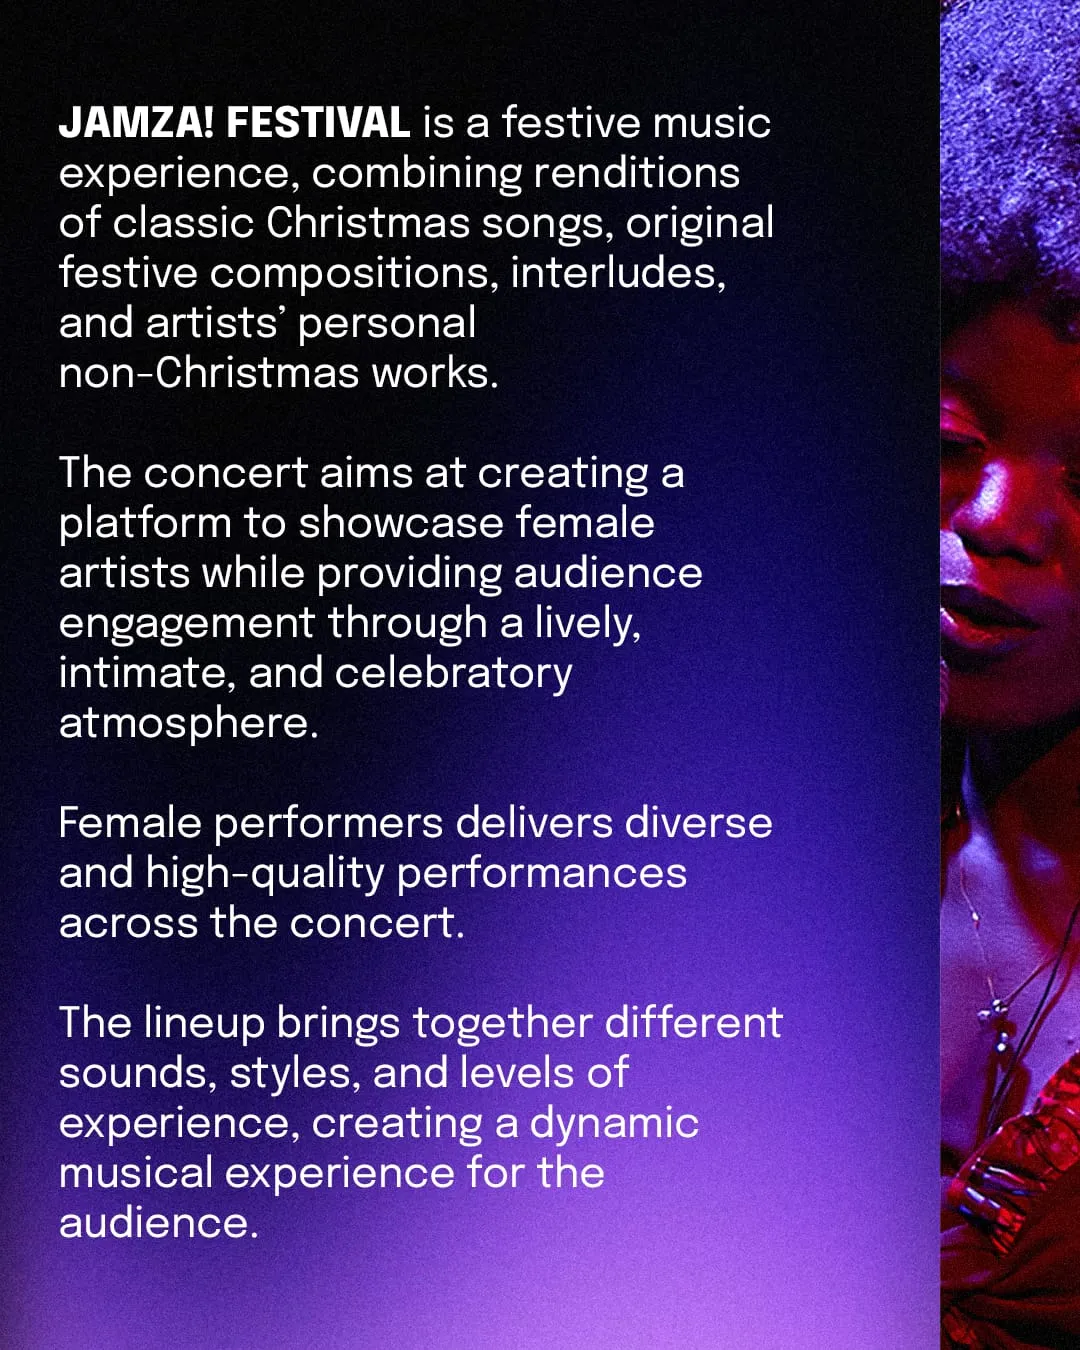 JAMZA! FESTIVAL is a festive music
experience, combining renditions
of classic Christmas songs, original
festive compositions, interludes,
and artists’ personal
non-Christmas works.
The concert aims at creating a
platform to showcase female
artists while providing audience
engagement through a lively,
intimate, and celebratory
atmosphere.
Female performers delivers diverse
and high-quality performances
across the concert.
The lineup brings together different
sounds, styles, and levels of
experience, creating a dynamic
musical experience for the
audience.